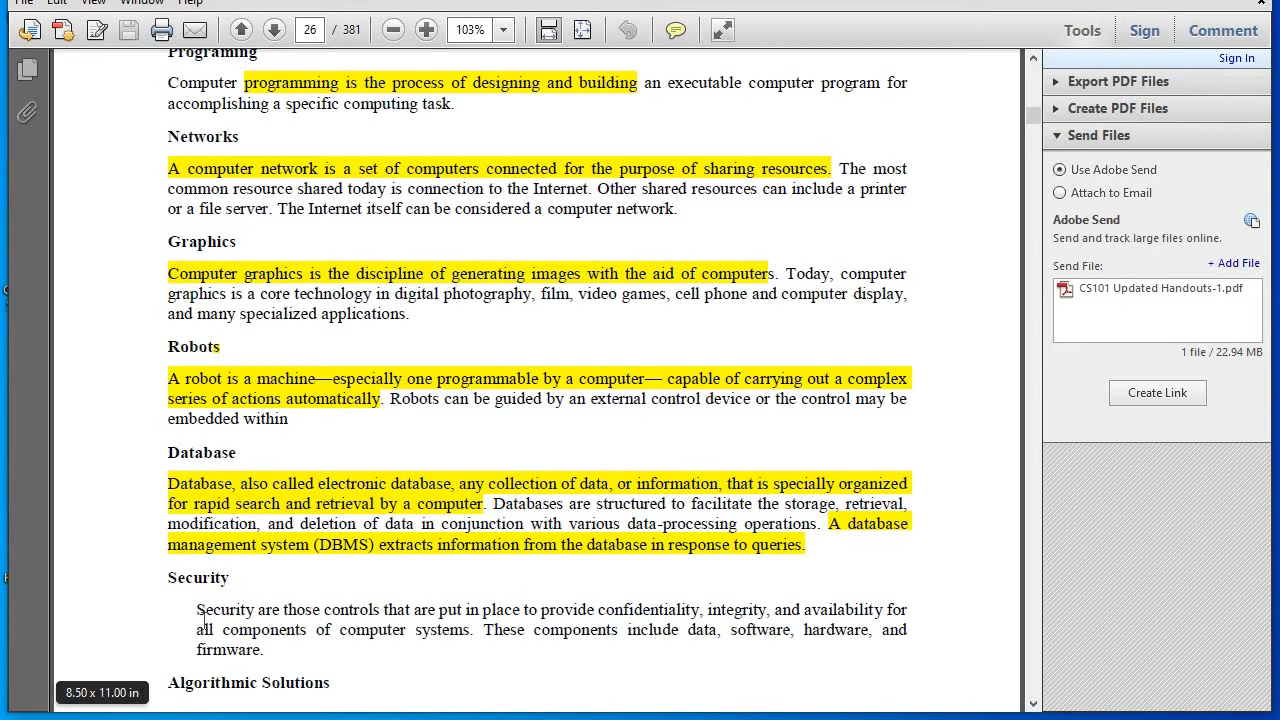 File Edit View Window
26 / 381
103%
Tools Sign Comment
Sign In
Programing
Computer programming is the process of designing and building an executable computer program for
accomplishing a specific computing task.
Networks
A computer network is a set of computers connected for the purpose of sharing resources. The most
common resource shared today is connection to the Internet. Other shared resources can include a printer
or a file server. The Internet itself can be considered a computer network.
Graphics
Computer graphics is the discipline of generating images with the aid of computers. Today, computer
graphics is a core technology in digital photography, film, video games, cell phone and computer display,
and many specialized applications.
Robots
A robot is a machine—especially one programmable by a computer— capable of carrying out a complex
series of actions automatically. Robots can be guided by an external control device or the control may be
embedded within
Database
Database, also called electronic database, any collection of data, or information, that is specially organized
for rapid search and retrieval by a computer. Databases are structured to facilitate the storage, retrieval,
modification, and deletion of data in conjunction with various data-processing operations. A database
management system (DBMS) extracts information from the database in response to queries.
Security
Security are those controls that are put in place to provide confidentiality, integrity, and availability for
all components of computer systems. These components include data, software, hardware, and
firmware.
Algorithmic Solutions
8.50 x 11.00 in
Export PDF Files
Create PDF Files
Send Files
Use Adobe Send
Attach to Email
Adobe Send
Send and track large files online.
Send File:
+ Add File
CS101 Updated Handouts-1.pdf
1 file / 22.94 MB
Create Link